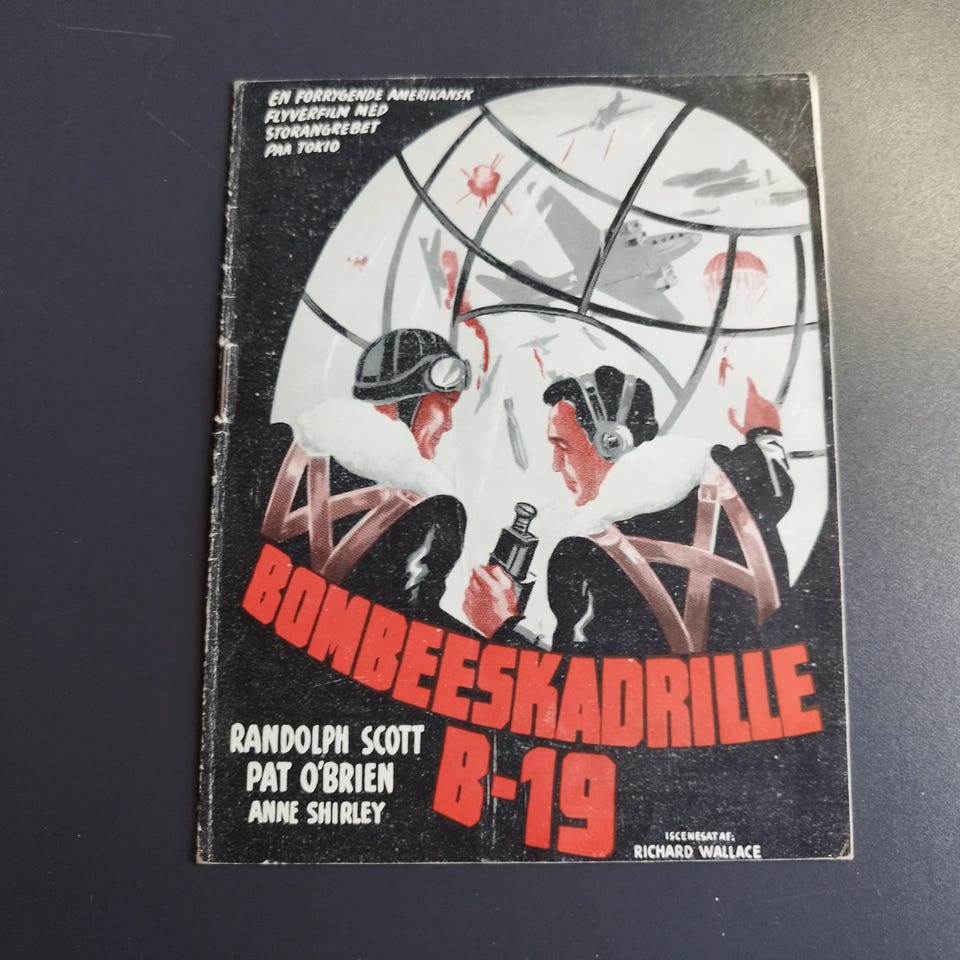 EN FORRYGENDE AMERIKANSK
FLYVERFILM MED
STORANGREBET
PAA TOKIO
BOMBEESKADRILLE
B-19
RANDOLPH SCOTT
PAT O'BRIEN
ANNE SHIRLEY
ISCENESAT AF:
RICHARD WALLACE